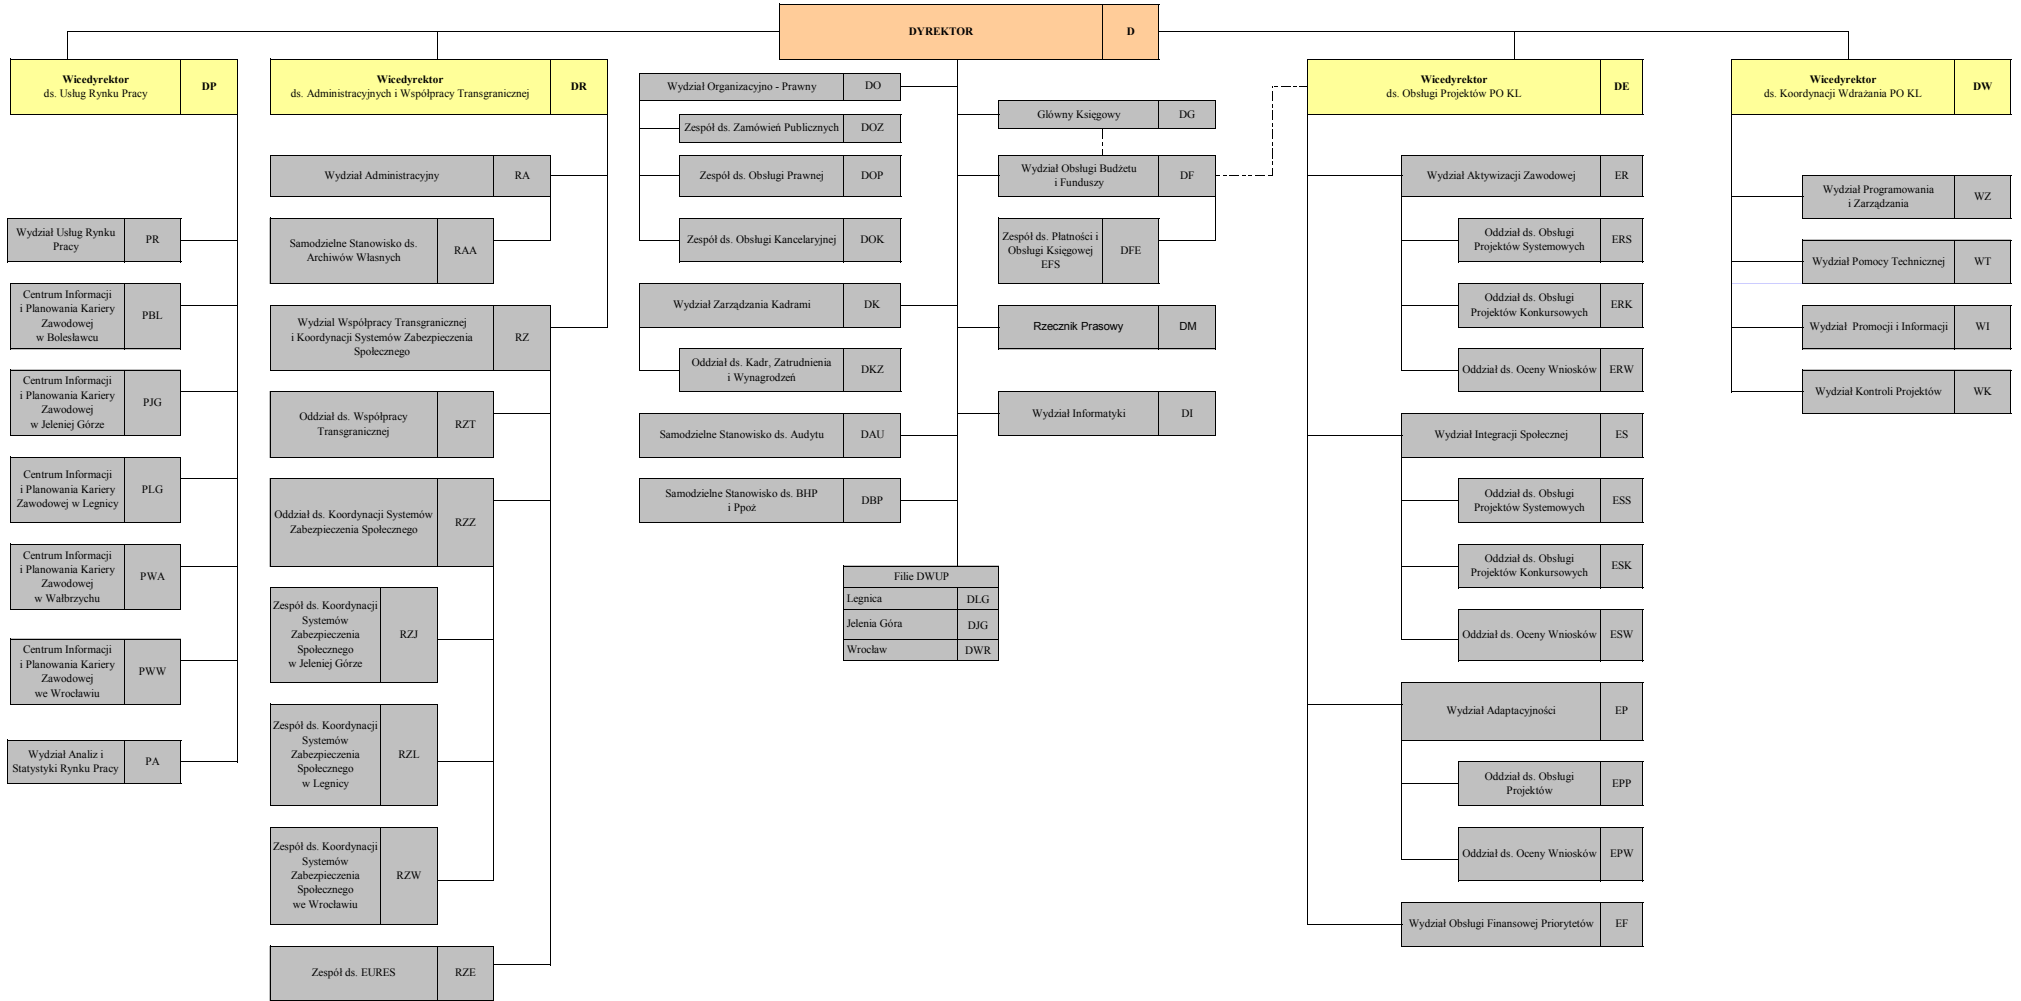 DYREKTOR D
Wicedyrektor
ds. Usług Rynku Pracy
DP
Wydział Usług Rynku
Pracy
PR
Centrum Informacji
i Planowania Kariery
Zawodowej
w Bolesławcu
PBL
Centrum Informacji
i Planowania Kariery
Zawodowej
w Jeleniej Górze
PJG
Centrum Informacji
i Planowania Kariery
Zawodowej w Legnicy
PLG
Centrum Informacji
i Planowania Kariery
Zawodowej
w Wałbrzychu
PWA
Centrum Informacji
i Planowania Kariery
Zawodowej
we Wrocławiu
PWW
Wydział Analiz i
Statystyki Rynku Pracy
PA
Wicedyrektor
ds. Administracyjnych i Współpracy Transgranicznej
DR
Wydział Administracyjny RA
Samodzielne Stanowisko ds.
Archiwów Własnych
RAA
Wydzial Współpracy Transgranicznej
i Koordynacji Systemów Zabezpieczenia
Społecznego
RZ
Oddział ds. Współpracy
Transgranicznej
RZT
Oddział ds. Koordynacji Systemów
Zabezpieczenia Społecznego
RZZ
Zespół ds. Koordynacji
Systemów
Zabezpieczenia
Społecznego
w Jeleniej Górze
RZJ
Zespół ds. Koordynacji
Systemów
Zabezpieczenia
Społecznego
w Legnicy
RZL
Zespół ds. Koordynacji
Systemów
Zabezpieczenia
Społecznego
we Wrocławiu
RZW
Zespół ds. EURES RZE
Wydział Organizacyjno - Prawny DO
Zespół ds. Zamówień Publicznych DOZ
Zespół ds. Obsługi Prawnej DOP
Zespół ds. Obsługi Kancelaryjnej DOK
Wydział Zarządzania Kadrami DK
Oddział ds. Kadr, Zatrudnienia
i Wynagrodzeń
DKZ
Samodzielne Stanowisko ds. Audytu DAU
Samodzielne Stanowisko ds. BHP
i Ppoż
DBP
Główny Księgowy DG
Wydział Obsługi Budżetu
i Funduszy
DF
Zespół ds. Płatności i
Obsługi Księgowej
EFS
DFE
Rzecznik Prasowy DM
Wydział Informatyki DI
Filie DWUP
Legnica DLG
Jelenia Góra DJG
Wrocław DWR
Wicedyrektor
ds. Obsługi Projektów PO KL
DE
Wydział Aktywizacji Zawodowej ER
Oddział ds. Obsługi
Projektów Systemowych
ERS
Oddział ds. Obsługi
Projektów Konkursowych
ERK
Oddział ds. Oceny Wniosków ERW
Wydział Integracji Społecznej ES
Oddział ds. Obsługi
Projektów Systemowych
ESS
Oddział ds. Obsługi
Projektów Konkursowych
ESK
Oddział ds. Oceny Wniosków ESW
Wydział Adaptacyjności EP
Oddział ds. Obsługi
Projektów
EPP
Oddział ds. Oceny Wniosków EPW
Wydział Obsługi Finansowej Priorytetów EF
Wicedyrektor
ds. Koordynacji Wdrażania PO KL
DW
Wydział Programowania
i Zarządzania
WZ
Wydział Pomocy Technicznej WT
Wydział Promocji i Informacji WI
Wydział Kontroli Projektów WK